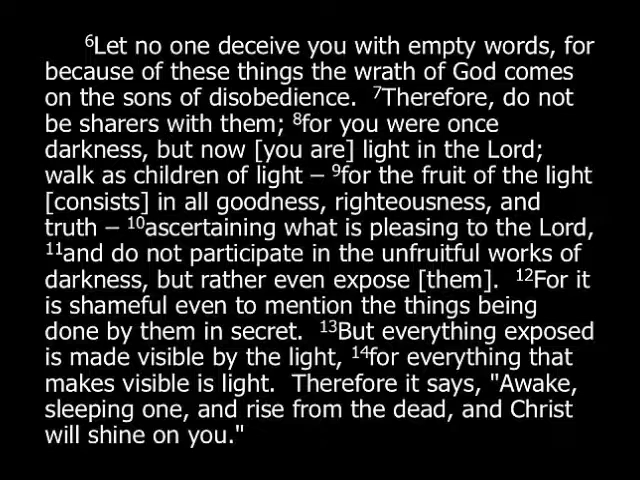 ⁶Let no one deceive you with empty words, for
because of these things the wrath of God comes
on the sons of disobedience.  ⁷Therefore, do not
be sharers with them; ⁸for you were once
darkness, but now [you are] light in the Lord;
walk as children of light – ⁹for the fruit of the light
[consists] in all goodness, righteousness, and
truth – ¹⁰ascertaining what is pleasing to the Lord,
¹¹and do not participate in the unfruitful works of
darkness, but rather even expose [them].  ¹²For it
is shameful even to mention the things being
done by them in secret.  ¹³But everything exposed
is made visible by the light, ¹⁴for everything that
makes visible is light.  Therefore it says, "Awake,
sleeping one, and rise from the dead, and Christ
will shine on you."